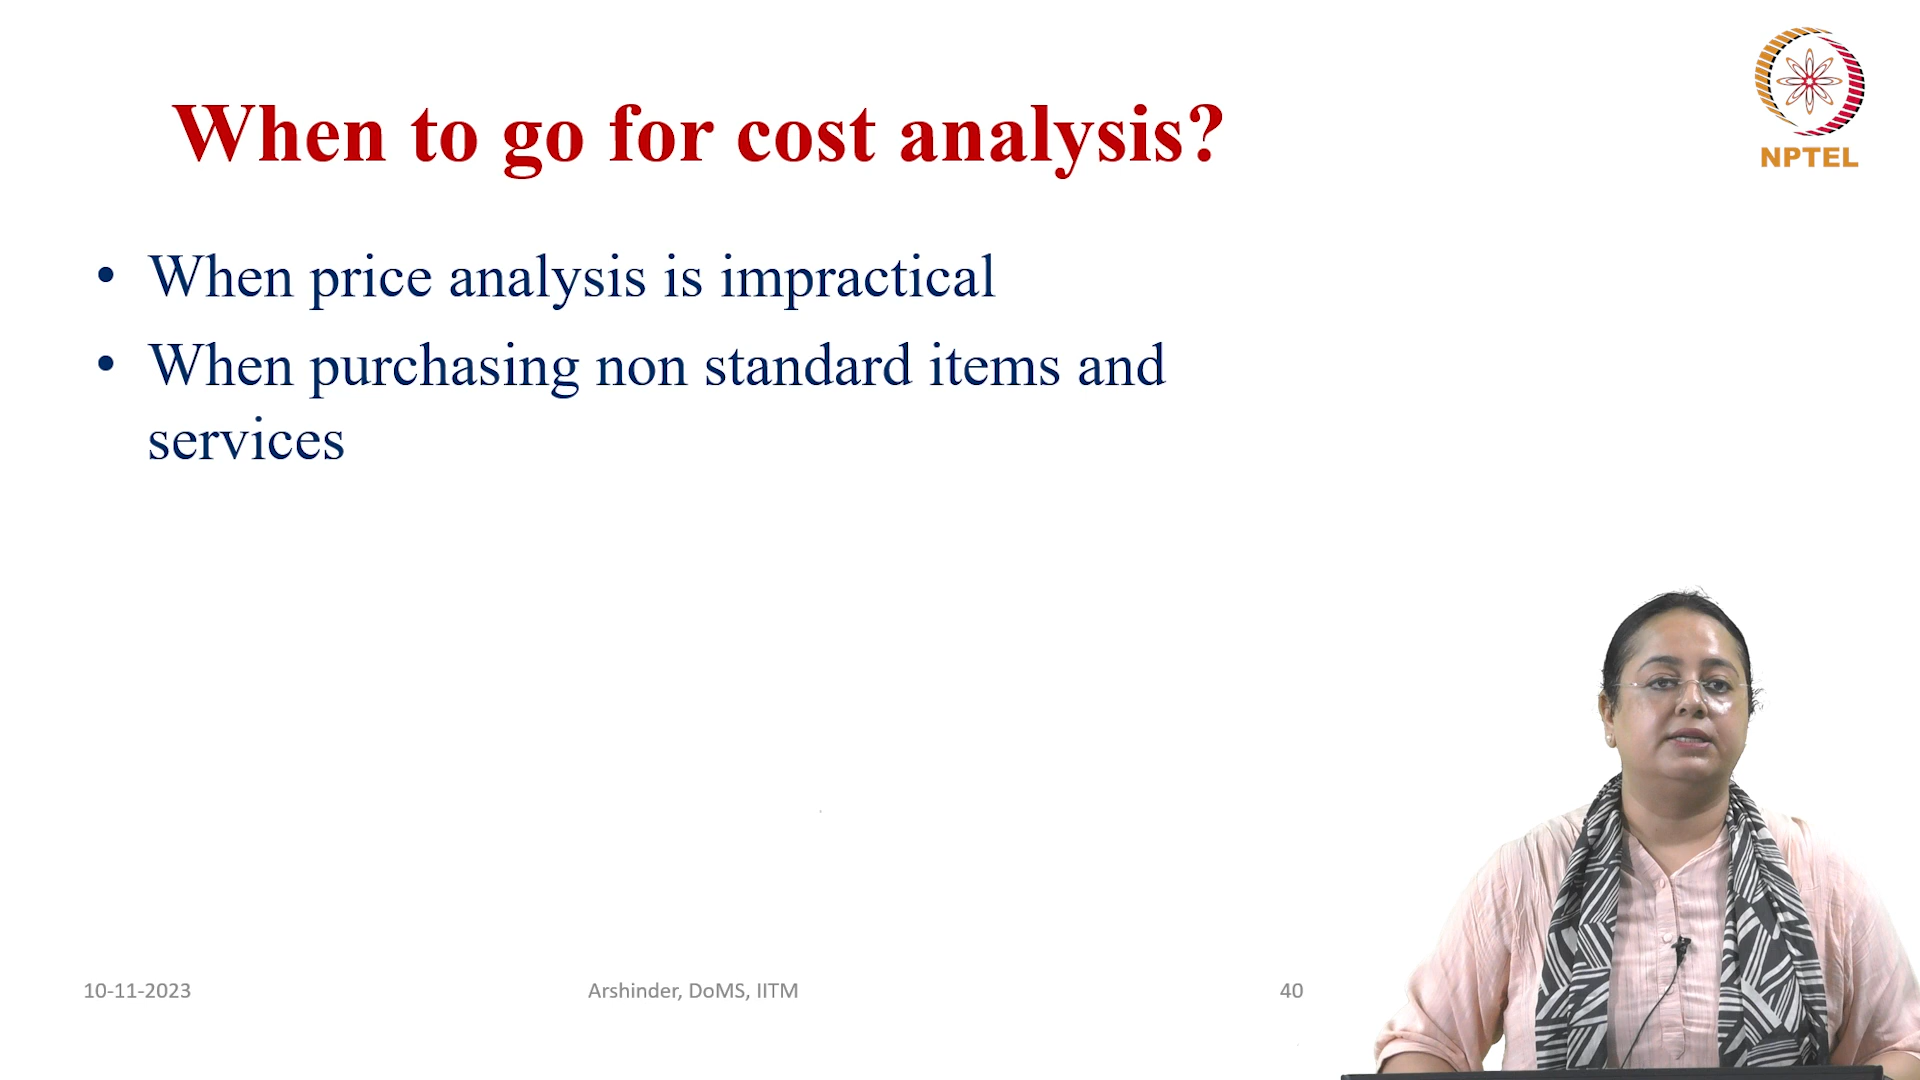 When to go for cost analysis?
NPTEL
• When price analysis is impractical
• When purchasing non standard items and
services
10-11-2023
Arshinder, DoMS, IITM
40